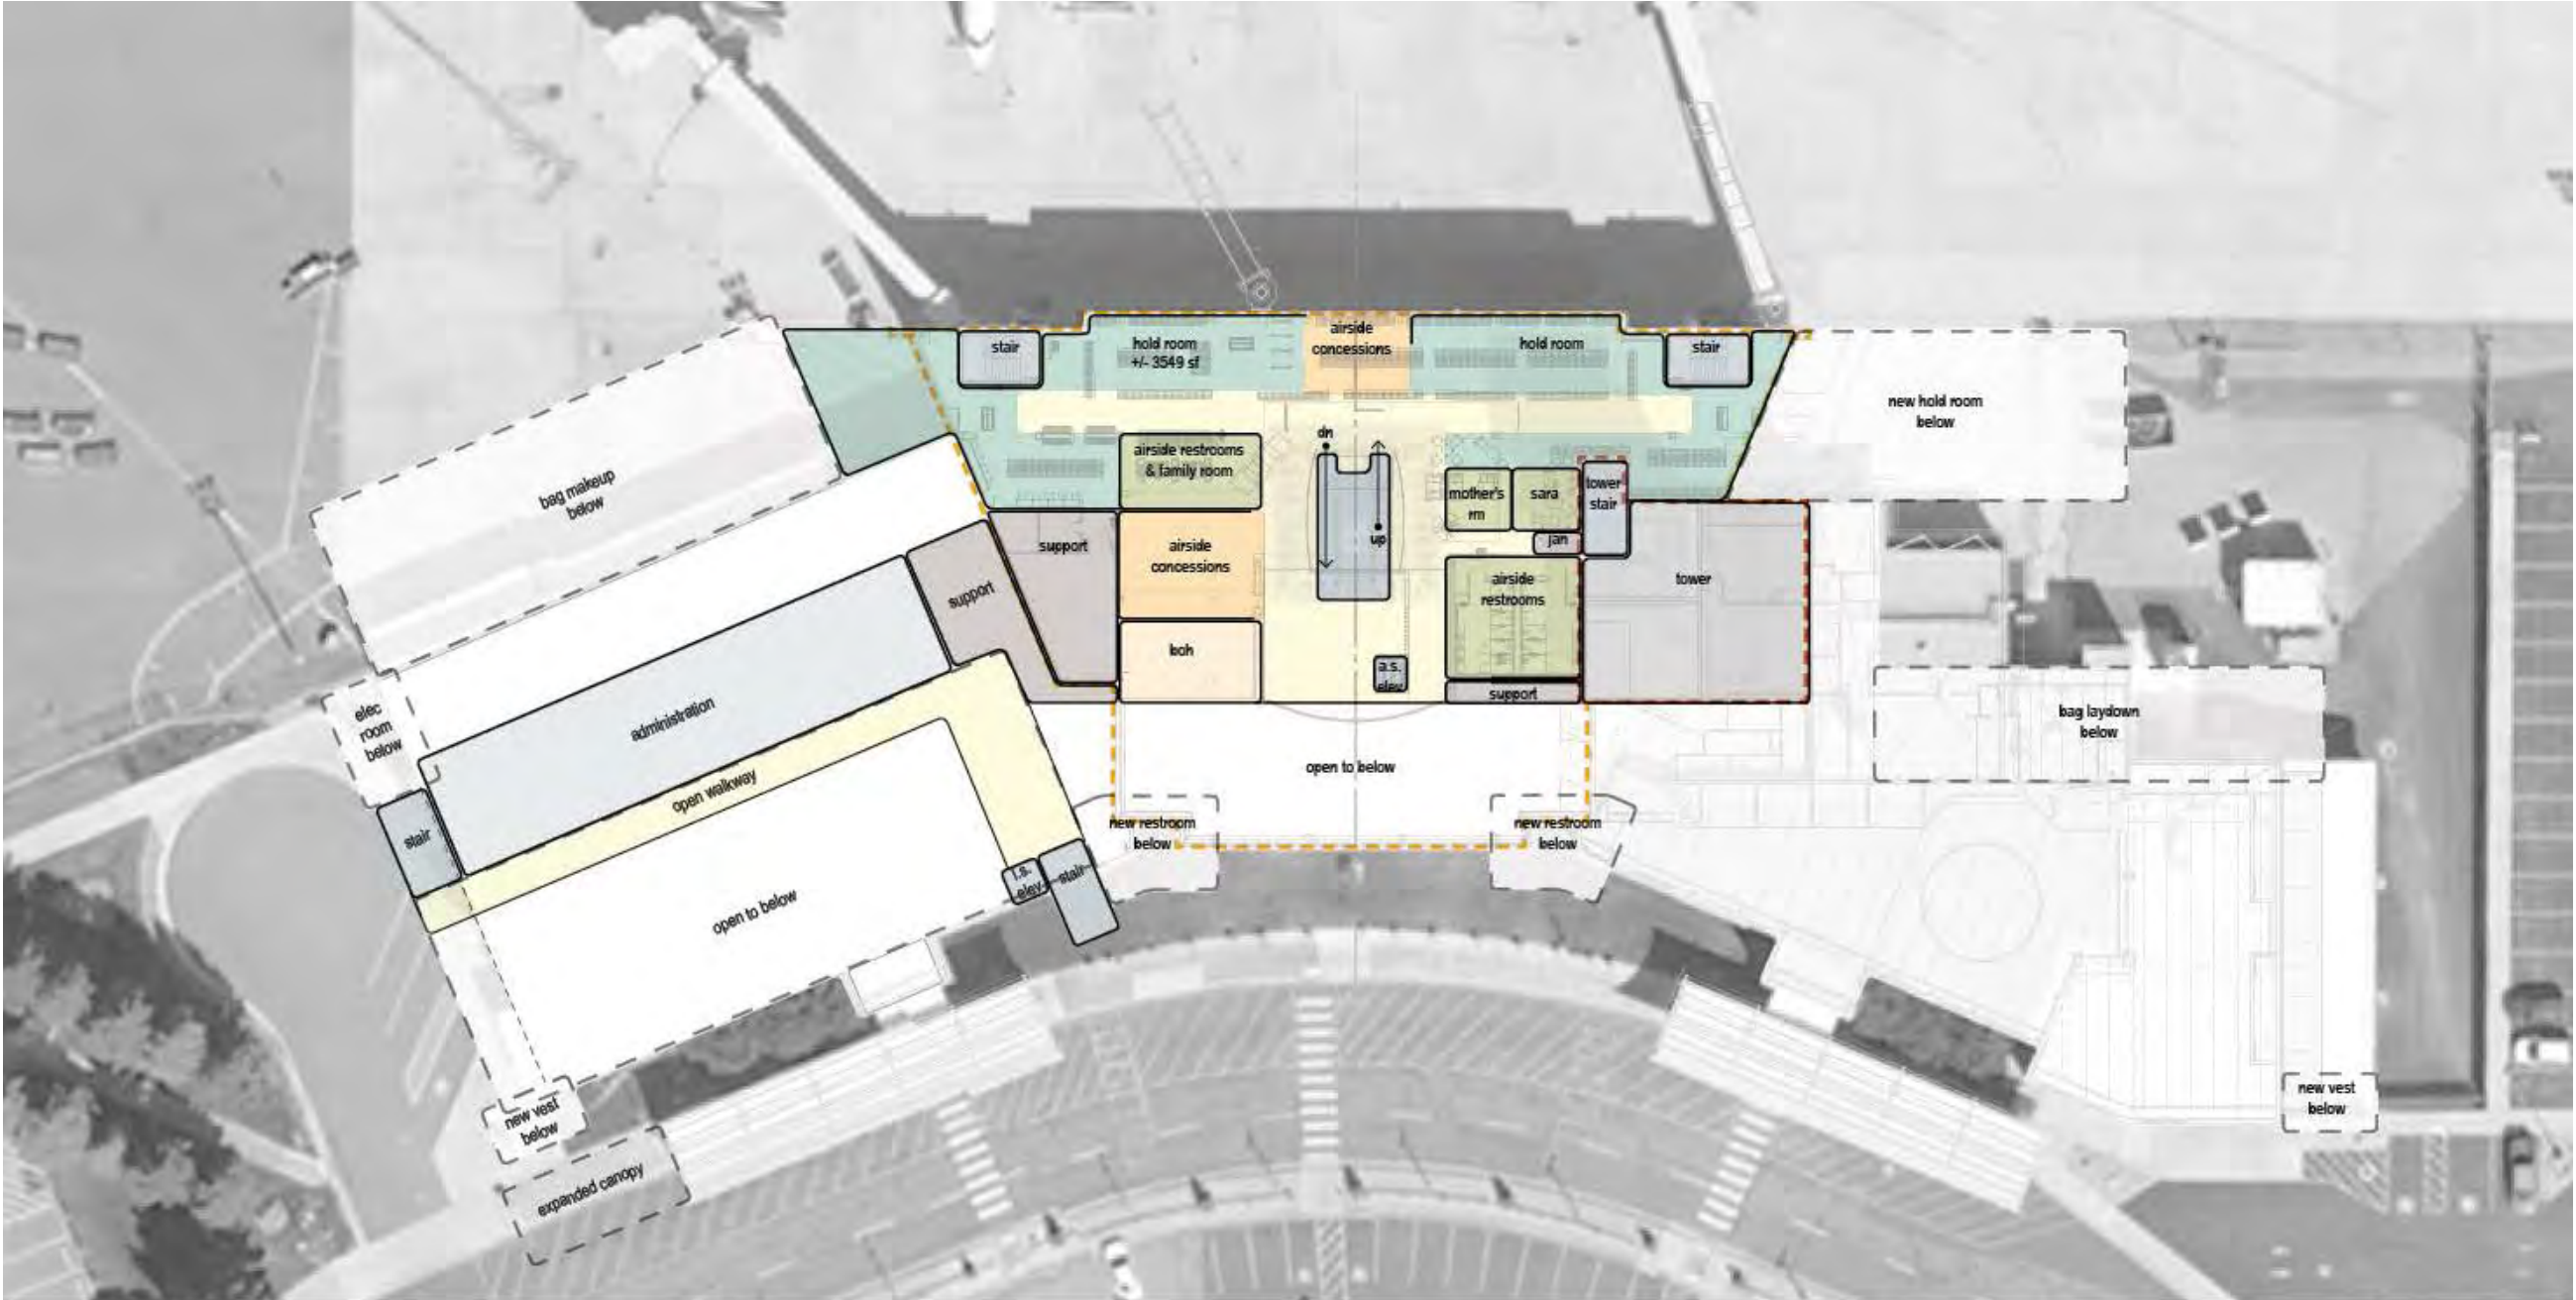 stair
hold room
+/- 3549 sf
airside
concessions
hold room
stair
new hold room
below
dn
airside restrooms
& family room
mother's
rm
sara
tower
stair
bag makeup
below
up
jan
support
airside
concessions
airside
restrooms
tower
support
boh
a.s.
elev
support
elec
room
below
administration
open to below
bag laydown
below
open walkway
stair
new restroom
below
new restroom
below
l.s.
elev
stair
open to below
new vest
below
new vest
below
expanded canopy